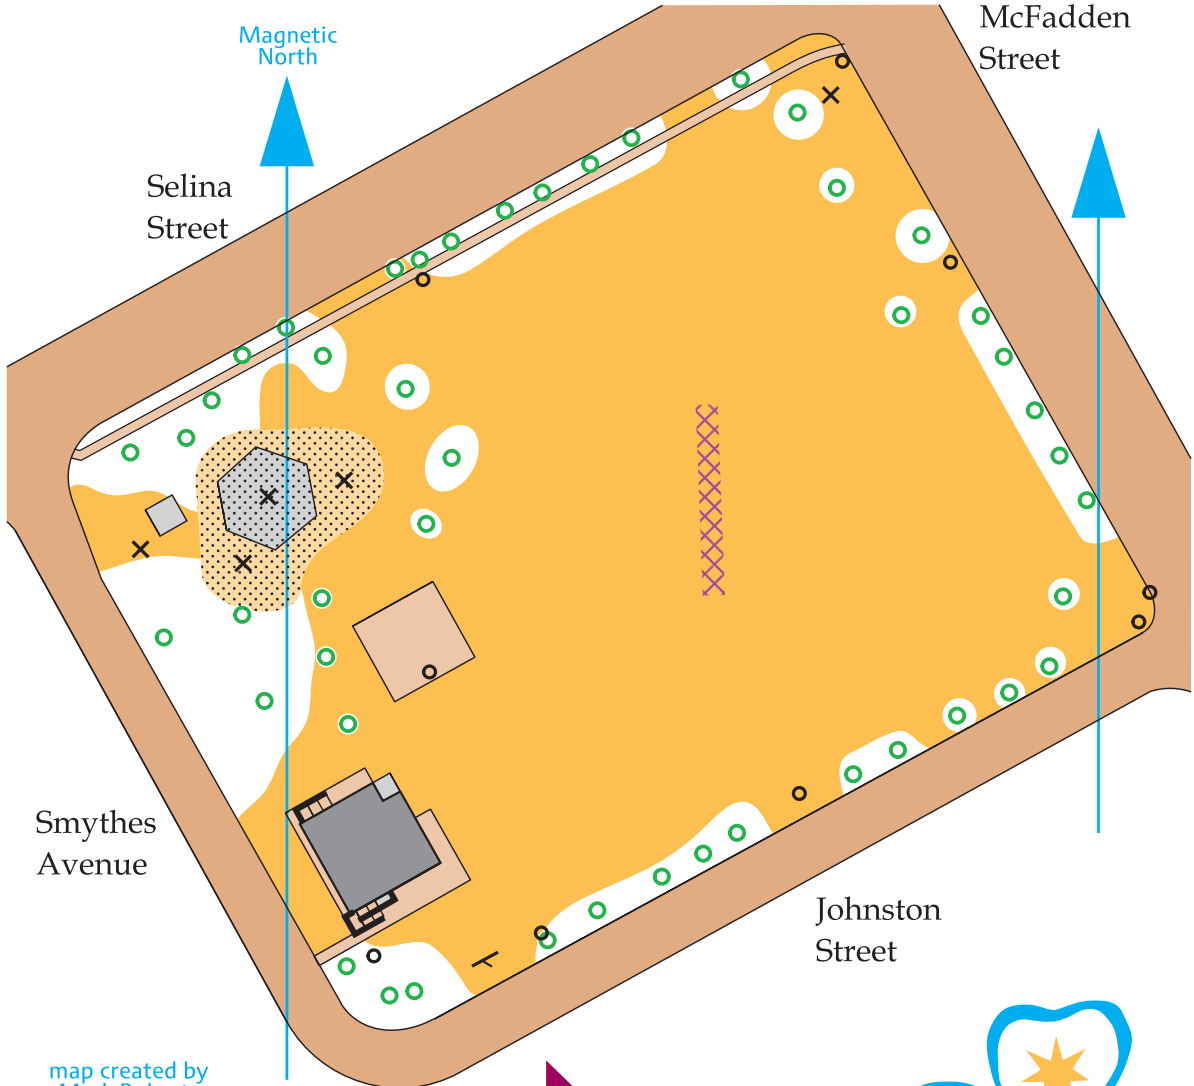 McFadden
Street
Magnetic
North
Selina
Street
Smythes
Avenue
Johnston
Street
map created by